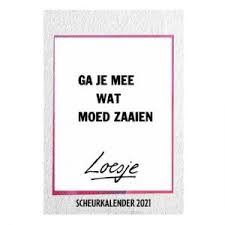 GA JE MEE
WAT
MOED ZAAIEN
Loesje
SCHEURKALENDER 2021